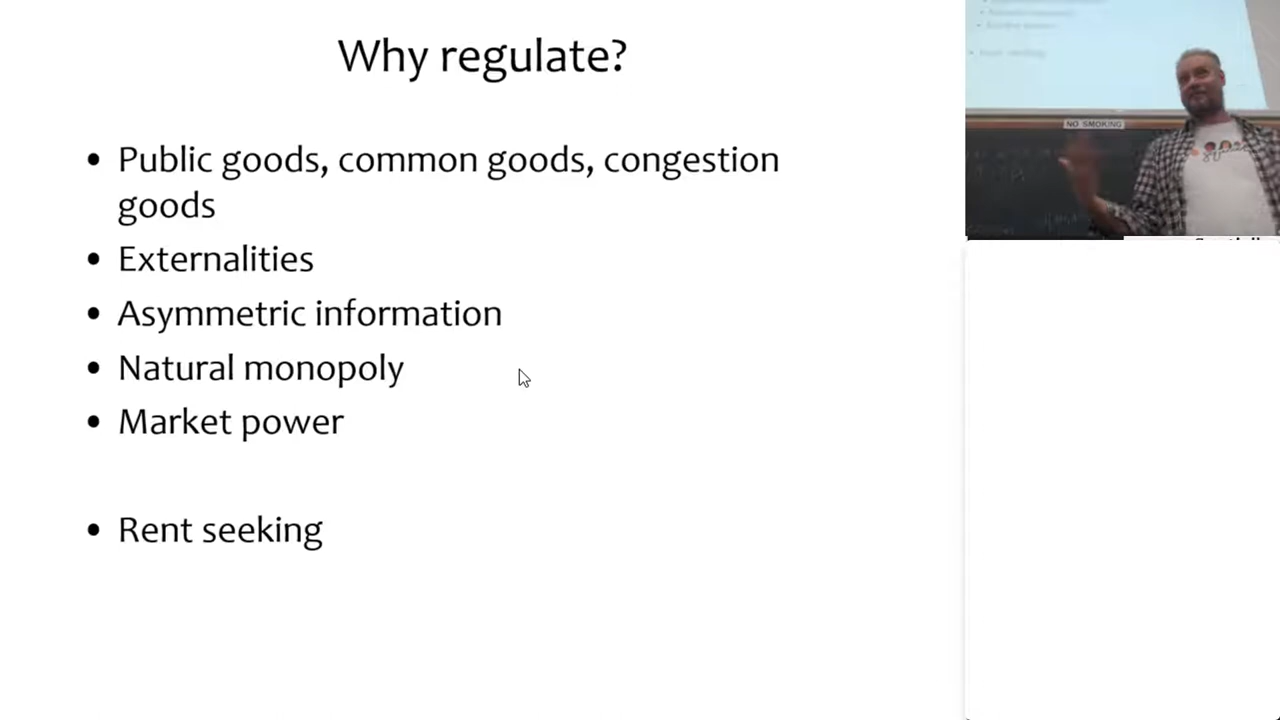 Why regulate?
• Public goods, common goods, congestion
goods
• Externalities
• Asymmetric information
• Natural monopoly
• Market power
• Rent seeking
NO SMOKING